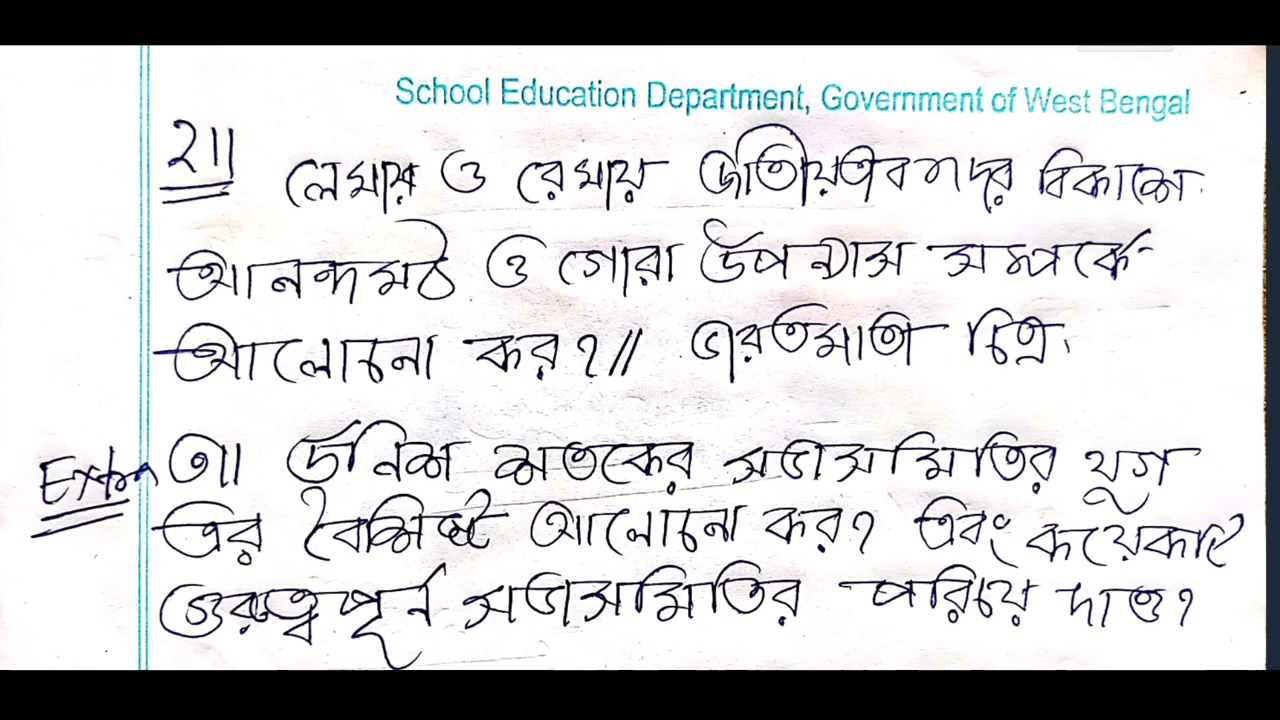 School Education Department, Government of West Bengal
২॥ লেখায় ও রেখায় জাতীয়তাবাদের বিকাশে
আনন্দমঠ ও গোরা উপন্যাস সম্পর্কে
আলোচনা কর?॥ ভারতমাতা চিত্র.
Extra ৩॥ উনিশ শতকের সভাসমিতির যুগ
এর বৈশিষ্ট আলোচনা কর? এবং কয়েকটি
গুরুত্বপূর্ন সভাসমিতির পরিচয় দাও?